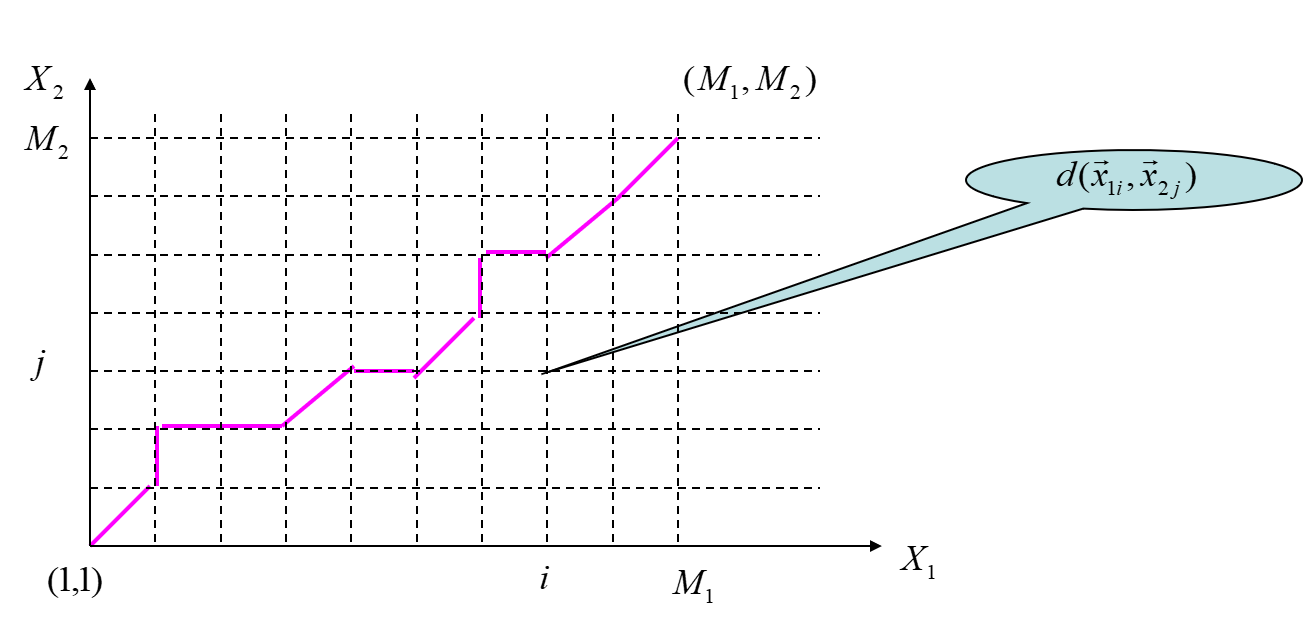 X₂
(M₁, M₂)
M₂
d(x⃗₁ᵢ, x⃗₂ⱼ)
j
X₁
(1,1)
i
M₁